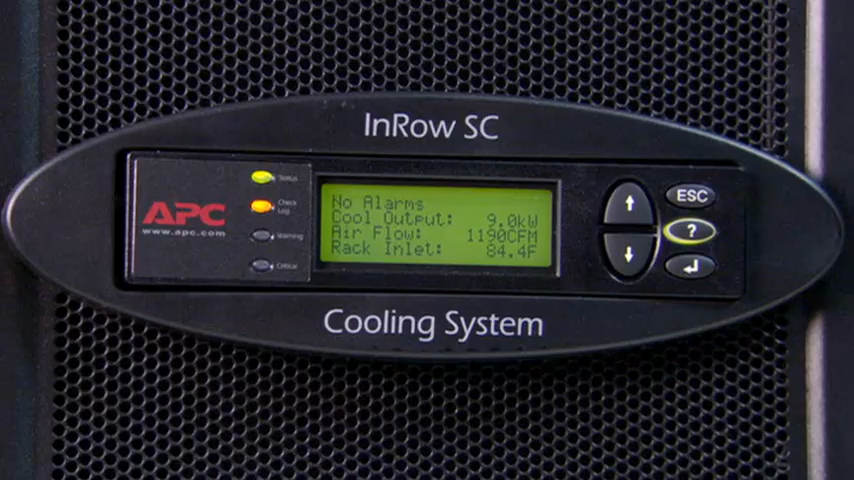 InRow SC
APC
www.apc.com
Status
Check
Log
Warning
Critical
No Alarms
Cool Output: 9.0kW
Air Flow: 1190CFM
Rack Inlet: 84.4F
ESC
?
Cooling System